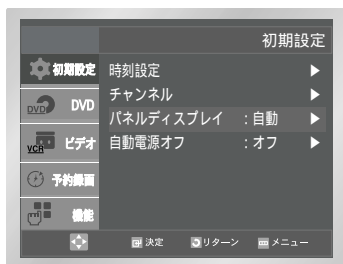 初期設定
初期設定 時刻設定
チャンネル
DVD DVD
パネルディスプレイ :自動
VCR ビデオ 自動電源オフ :オフ
予約録画
機能
決定 リターン メニュー